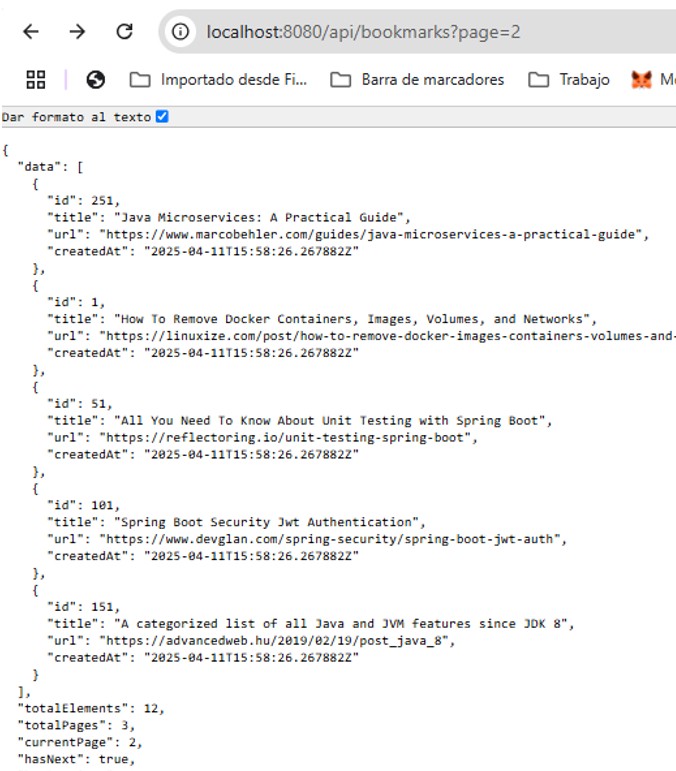 localhost:8080/api/bookmarks?page=2
Importado desde Fi... Barra de marcadores Trabajo
Dar formato al texto
{
  "data": [
    {
      "id": 251,
      "title": "Java Microservices: A Practical Guide",
      "url": "https://www.marcobehler.com/guides/java-microservices-a-practical-guide",
      "createdAt": "2025-04-11T15:58:26.267882Z"
    },
    {
      "id": 1,
      "title": "How To Remove Docker Containers, Images, Volumes, and Networks",
      "url": "https://linuxize.com/post/how-to-remove-docker-images-containers-volumes-and-
      "createdAt": "2025-04-11T15:58:26.267882Z"
    },
    {
      "id": 51,
      "title": "All You Need To Know About Unit Testing with Spring Boot",
      "url": "https://reflectoring.io/unit-testing-spring-boot",
      "createdAt": "2025-04-11T15:58:26.267882Z"
    },
    {
      "id": 101,
      "title": "Spring Boot Security Jwt Authentication",
      "url": "https://www.devglan.com/spring-security/spring-boot-jwt-auth",
      "createdAt": "2025-04-11T15:58:26.267882Z"
    },
    {
      "id": 151,
      "title": "A categorized list of all Java and JVM features since JDK 8",
      "url": "https://advancedweb.hu/2019/02/19/post_java_8",
      "createdAt": "2025-04-11T15:58:26.267882Z"
    }
  ],
  "totalElements": 12,
  "totalPages": 3,
  "currentPage": 2,
  "hasNext": true,